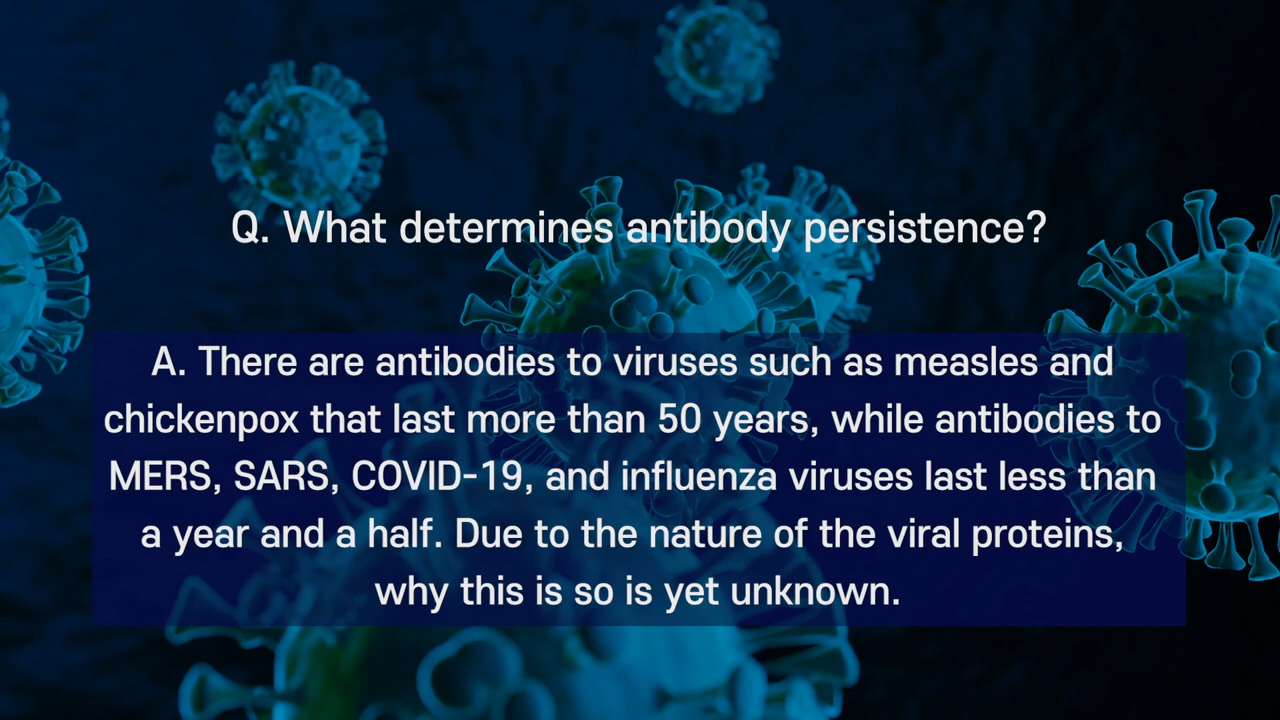 Q. What determines antibody persistence?
A. There are antibodies to viruses such as measles and
chickenpox that last more than 50 years, while antibodies to
MERS, SARS, COVID-19, and influenza viruses last less than
a year and a half. Due to the nature of the viral proteins,
why this is so is yet unknown.